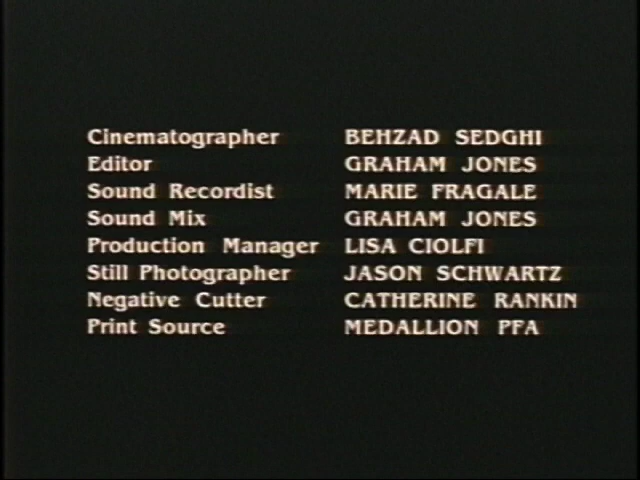 Cinematographer BEHZAD SEDGHI
Editor GRAHAM JONES
Sound Recordist MARIE FRAGALE
Sound Mix GRAHAM JONES
Production Manager LISA CIOLFI
Still Photographer JASON SCHWARTZ
Negative Cutter CATHERINE RANKIN
Print Source MEDALLION PFA